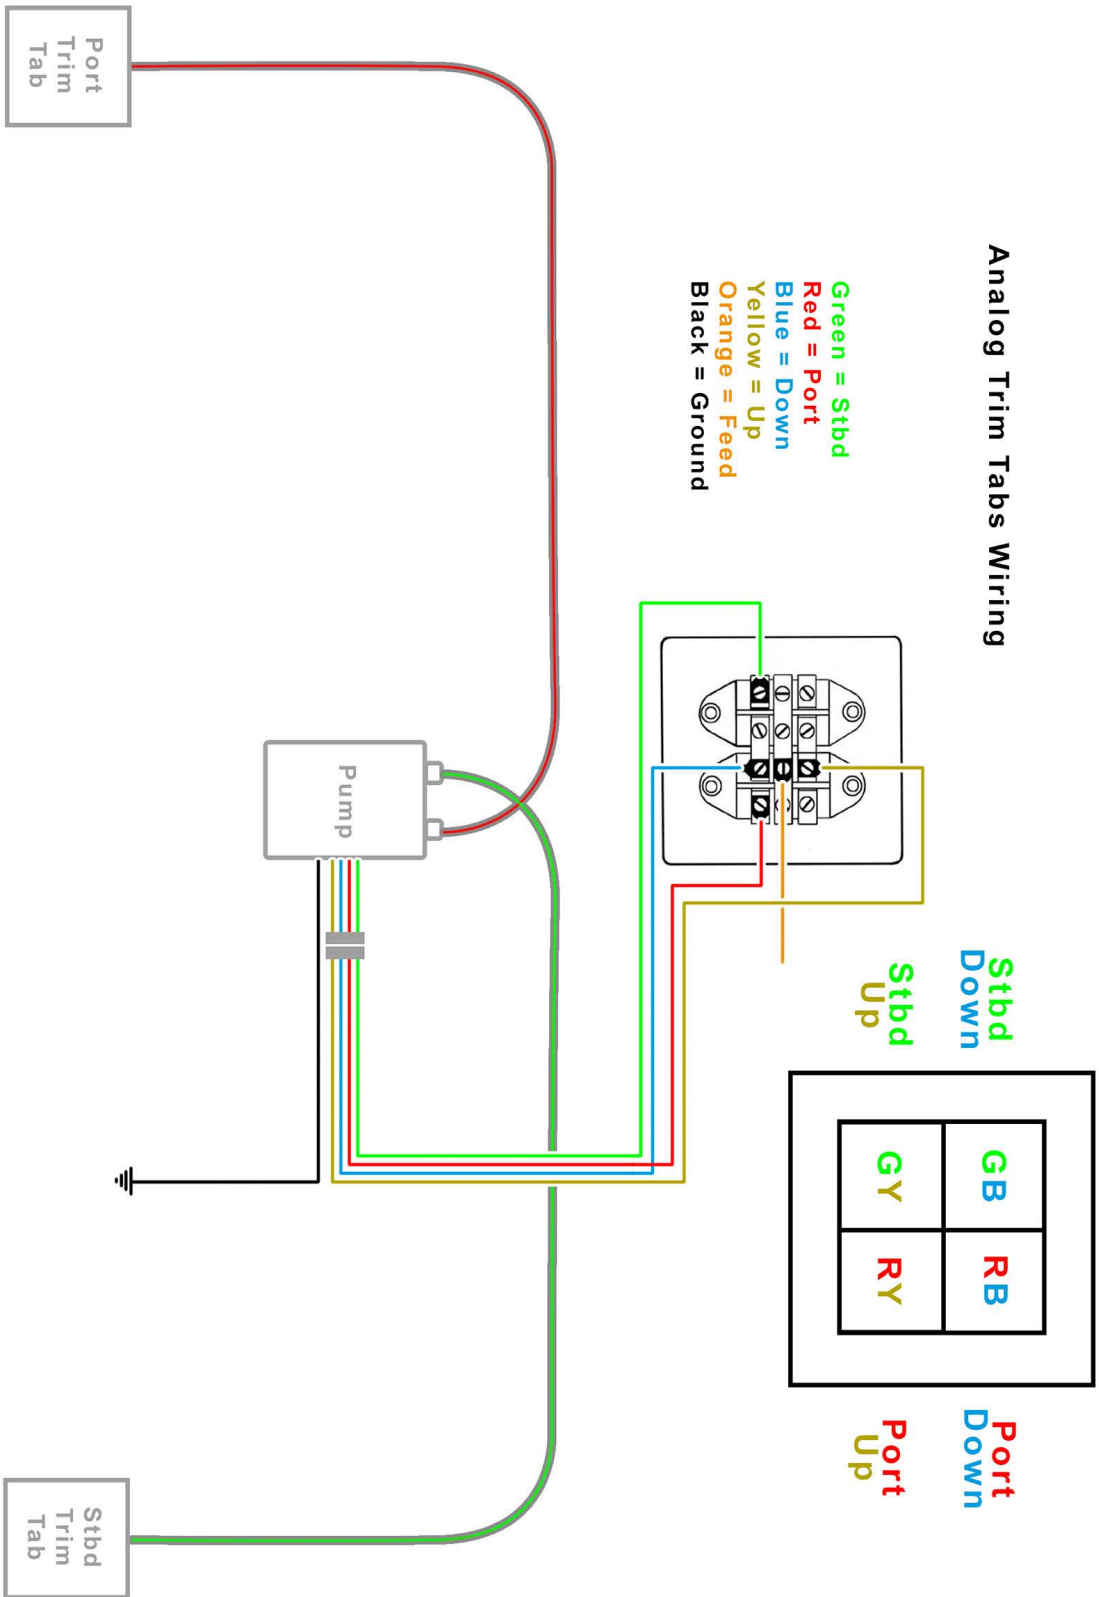 Analog Trim Tabs Wiring
Green = Stbd
Red = Port
Blue = Down
Yellow = Up
Orange = Feed
Black = Ground
Stbd
Down
Stbd
Up
GB
RB
GY
RY
Port
Down
Port
Up
Pump
Port
Trim
Tab
Stbd
Trim
Tab